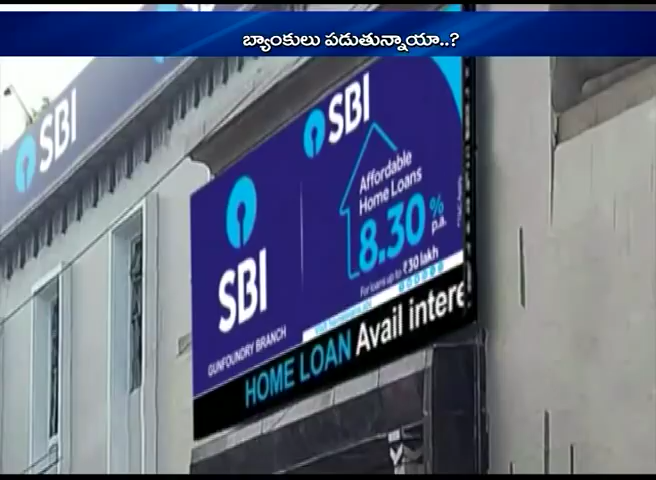 బ్యాంకులు పడుతున్నాయా..?
SBI
SBI
Affordable
Home Loans
8.30%
p.a.
For loans up to ₹30 lakh
SBI
GUNFOUNDRY BRANCH
HOME LOAN Avail intere